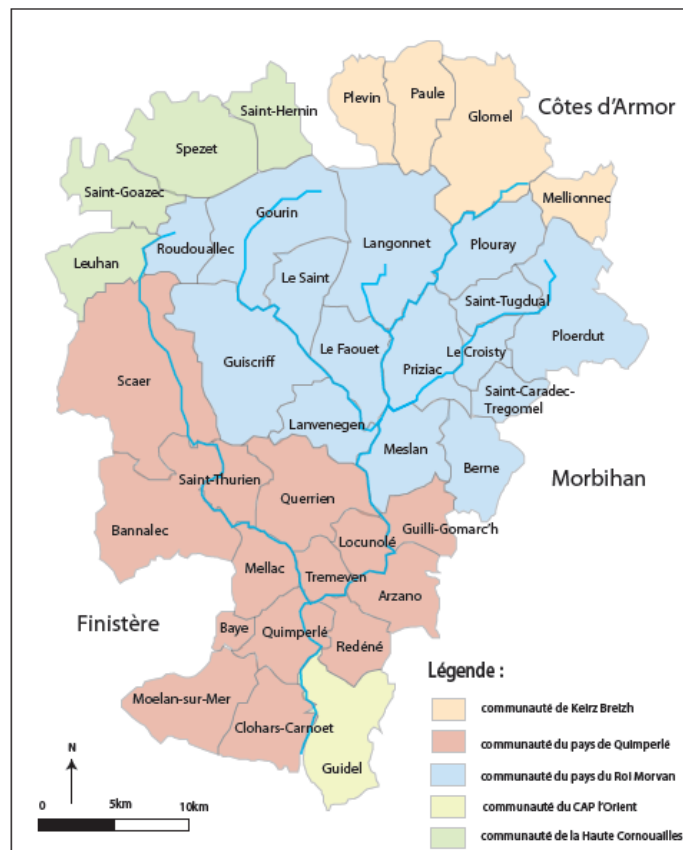 Plevin
Paule
Glomel
Côtes d'Armor
Saint-Hernin
Spezet
Saint-Goazec
Mellionnec
Gourin
Langonnet
Plouray
Roudouallec
Leuhan
Le Saint
Saint-Tugdual
Ploerdut
Le Faouet
Le Croisty
Priziac
Guiscriff
Scaer
Saint-Caradec-
Tregomel
Lanvenegen
Meslan
Berne
Morbihan
Saint-Thurien
Querrien
Bannalec
Guilli-Gomarc'h
Locunolé
Mellac
Tremeven
Arzano
Finistère
Baye
Quimperlé
Redéné
Légende :
Moelan-sur-Mer
Clohars-Carnoet
Guidel
communauté de Keirz Breizh
communauté du pays de Quimperlé
communauté du pays du Roi Morvan
communauté du CAP l'Orient
communauté de la Haute Cornouailles
N
0 5km 10km